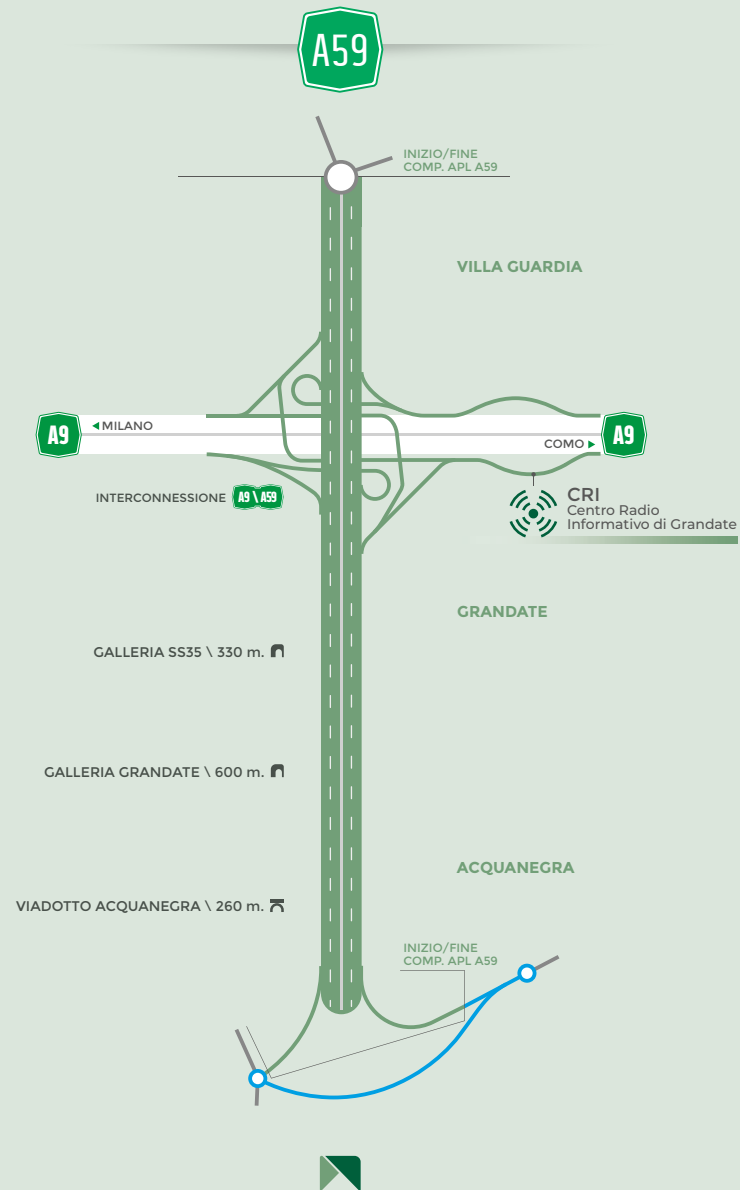 A59
INIZIO/FINE
COMP. APL A59
VILLA GUARDIA
A9
MILANO
COMO
A9
INTERCONNESSIONE A9 \ A59
CRI
Centro Radio
Informativo di Grandate
GRANDATE
GALLERIA SS35 \ 330 m.
GALLERIA GRANDATE \ 600 m.
ACQUANEGRA
VIADOTTO ACQUANEGRA \ 260 m.
INIZIO/FINE
COMP. APL A59